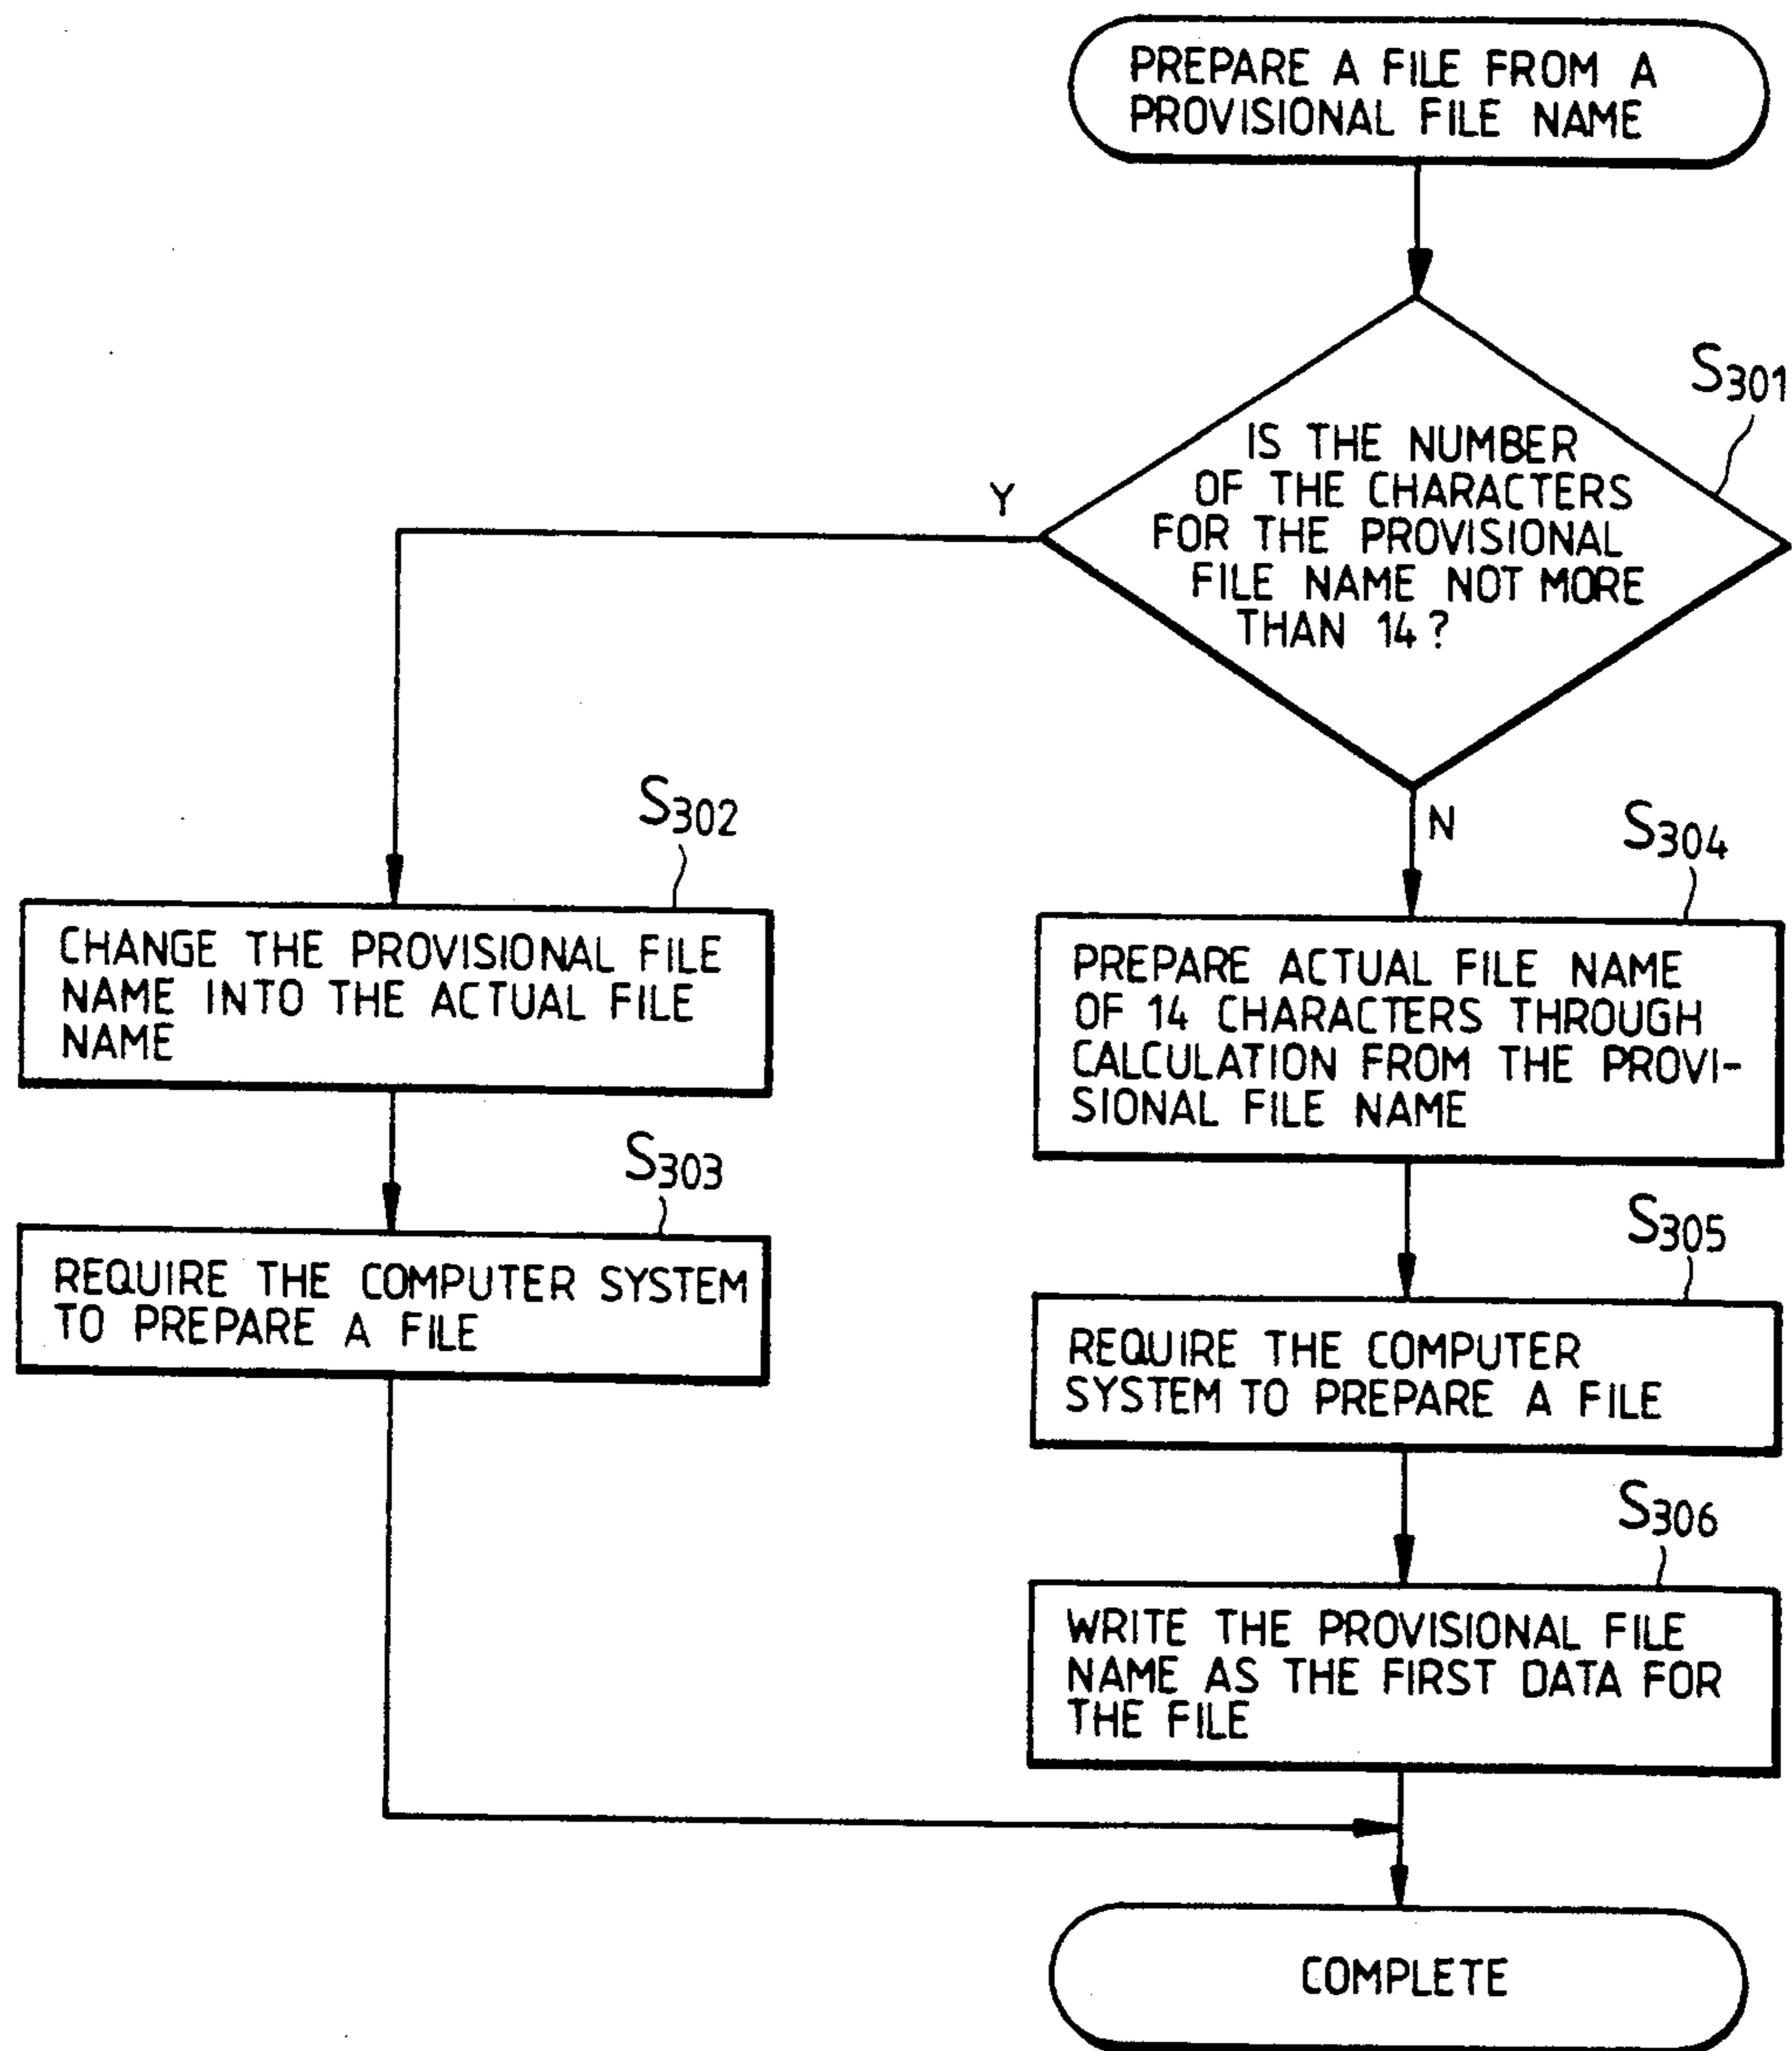 PREPARE A FILE FROM A
PROVISIONAL FILE NAME
S301
IS THE NUMBER
OF THE CHARACTERS
FOR THE PROVISIONAL
FILE NAME NOT MORE
THAN 14?
Y
N
S302
CHANGE THE PROVISIONAL FILE
NAME INTO THE ACTUAL FILE
NAME
S303
REQUIRE THE COMPUTER SYSTEM
TO PREPARE A FILE
S304
PREPARE ACTUAL FILE NAME
OF 14 CHARACTERS THROUGH
CALCULATION FROM THE PROVI-
SIONAL FILE NAME
S305
REQUIRE THE COMPUTER
SYSTEM TO PREPARE A FILE
S306
WRITE THE PROVISIONAL FILE
NAME AS THE FIRST DATA FOR
THE FILE
COMPLETE